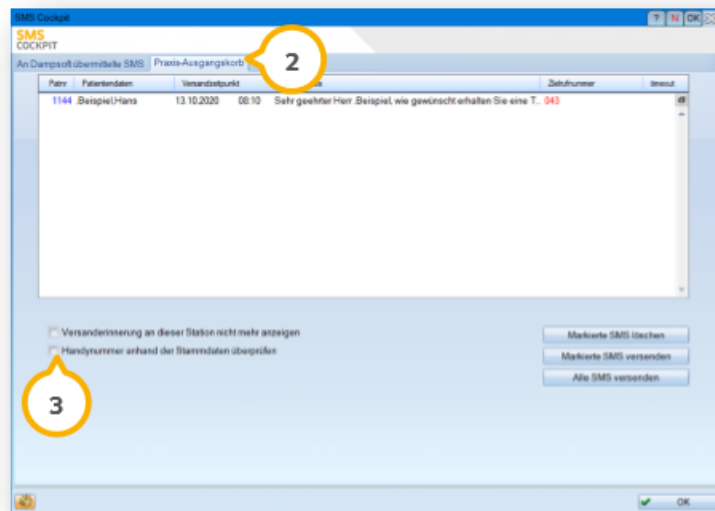 SMS Cockpit
? N OK
SMS
COCKPIT
An Dampsoft übermittelte SMS Praxis-Ausgangskorb
2
Patnr Patientendaten Versandzeitpunkt Zielrufnummer timeout
1144 .Beispiel,Hans 13.10.2020 08:10 Sehr geehrter Herr .Beispiel, wie gewünscht erhalten Sie eine T.. 043
Versanderinnerung an dieser Station nicht mehr anzeigen
Handynummer anhand der Stammdaten überprüfen
Markierte SMS löschen
Markierte SMS versenden
Alle SMS versenden
3
OK